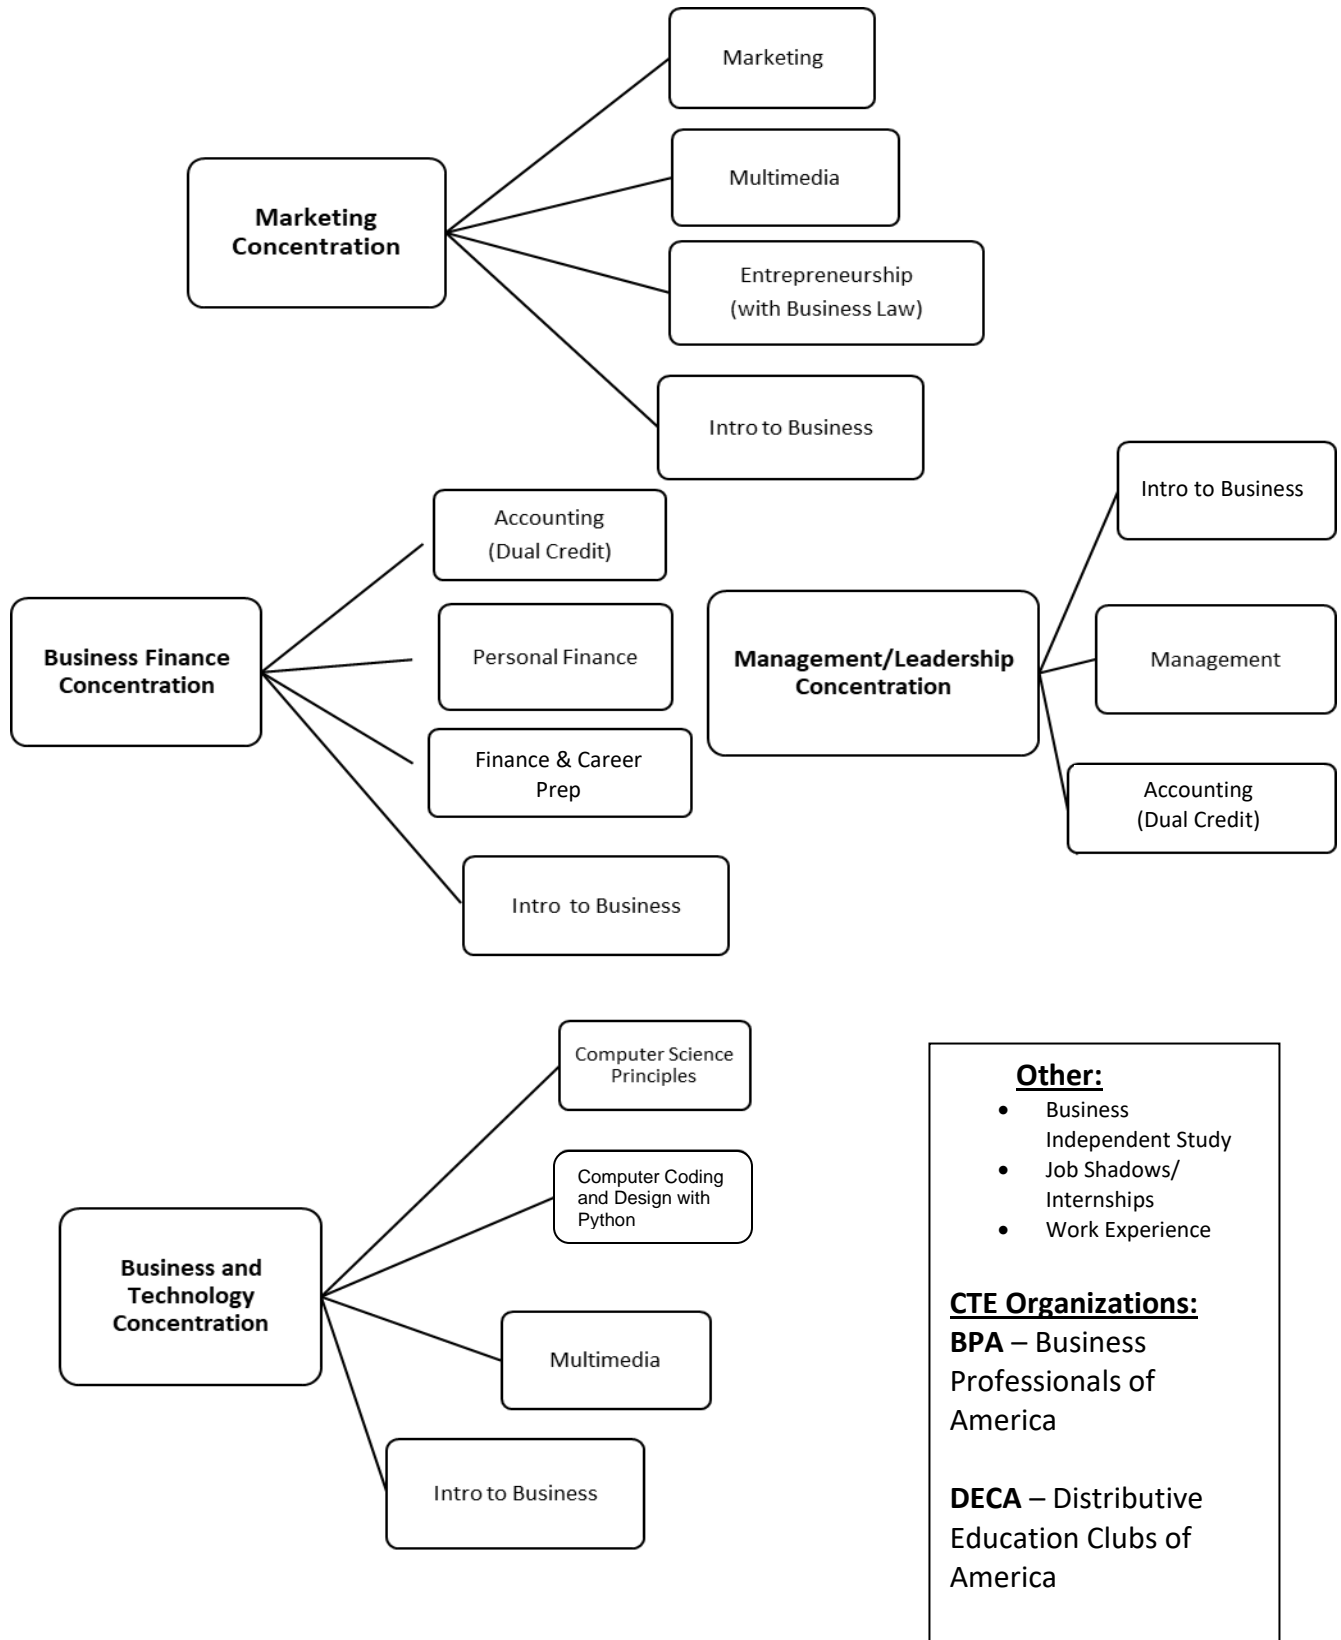 Marketing
Multimedia
Marketing
Concentration
Entrepreneurship
(with Business Law)
Intro to Business
Accounting
(Dual Credit)
Business Finance
Concentration
Personal Finance
Finance & Career
Prep
Intro to Business
Intro to Business
Management/Leadership
Concentration
Management
Accounting
(Dual Credit)
Computer Science
Principles
Computer Coding
and Design with
Python
Business and
Technology
Concentration
Multimedia
Intro to Business
Other:
• Business
Independent Study
• Job Shadows/
Internships
• Work Experience
CTE Organizations:
BPA – Business
Professionals of
America
DECA – Distributive
Education Clubs of
America